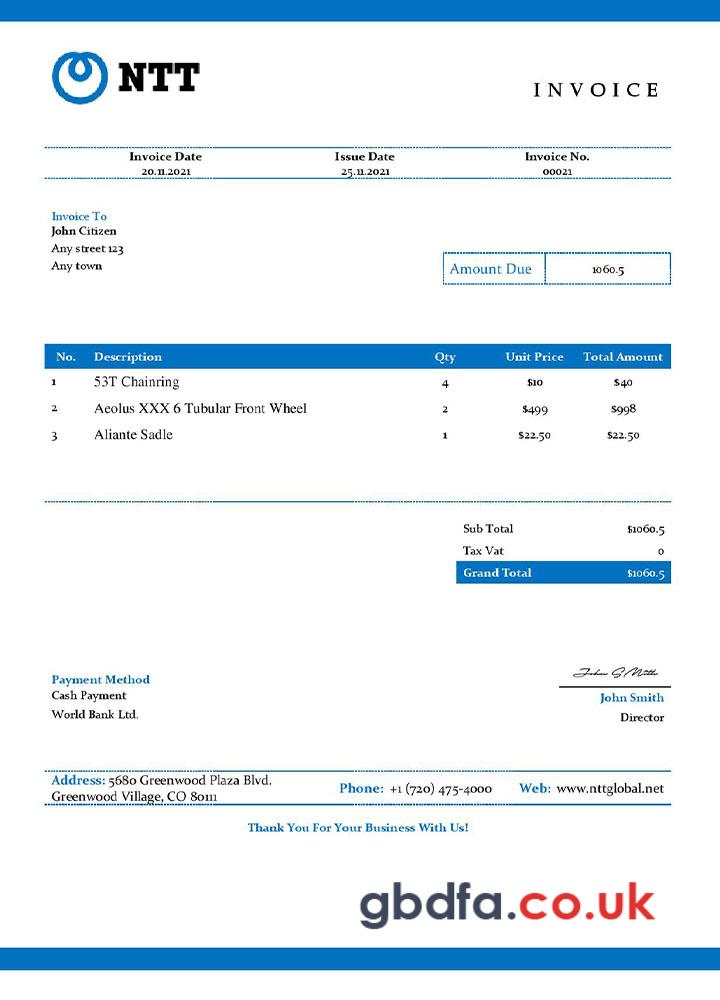 NTT
INVOICE
Invoice Date Issue Date Invoice No.
20.11.2021 25.11.2021 00021
Invoice To
John Citizen
Any street 123
Any town
Amount Due 1060.5
No. Description Qty Unit Price Total Amount
1 53T Chainring 4 $10 $40
2 Aeolus XXX 6 Tubular Front Wheel 2 $499 $998
3 Aliante Sadle 1 $22.50 $22.50
Sub Total $1060.5
Tax Vat 0
Grand Total $1060.5
Payment Method
Cash Payment
World Bank Ltd.
John Smith
Director
Address: 5680 Greenwood Plaza Blvd.
Greenwood Village, CO 80111
Phone: +1 (720) 475-4000 Web: www.nttglobal.net
Thank You For Your Business With Us!
gbdfa.co.uk